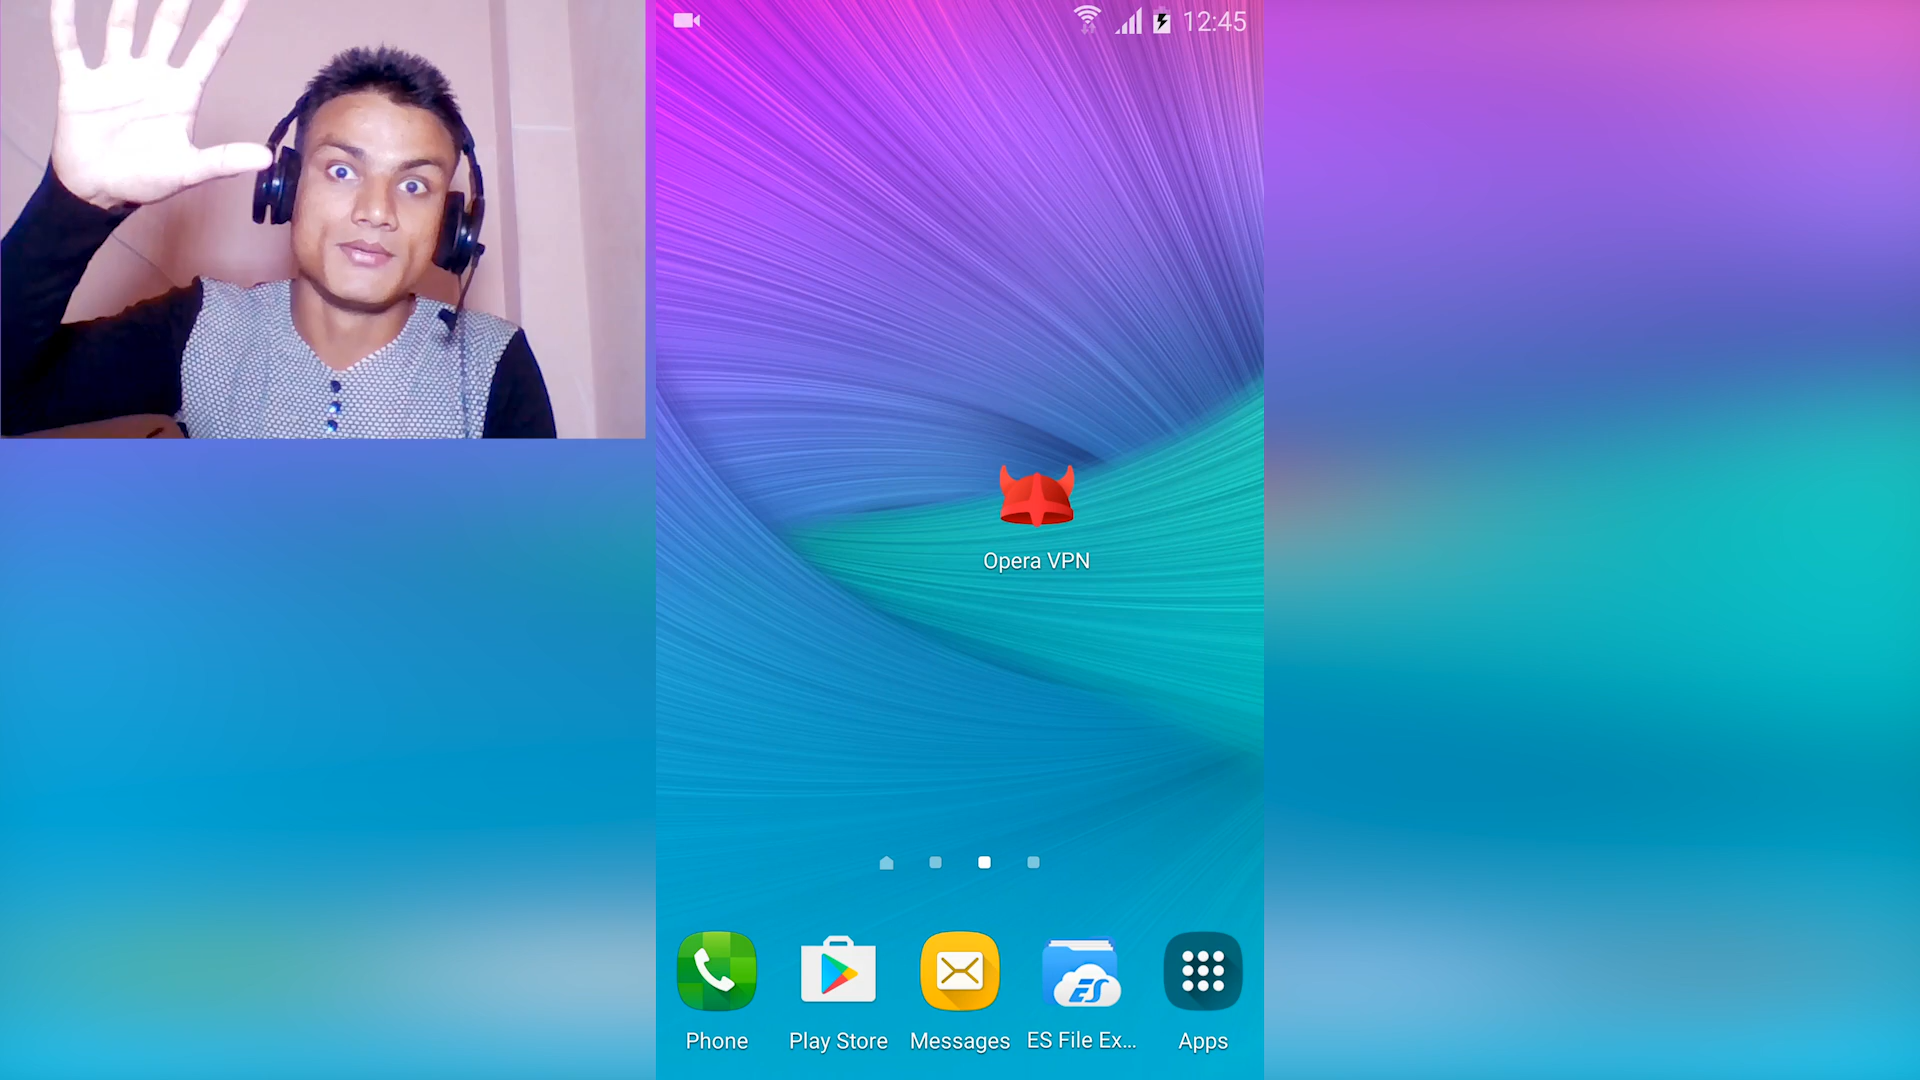 12:45
Opera VPN
Phone
Play Store
Messages
ES File Ex...
Apps